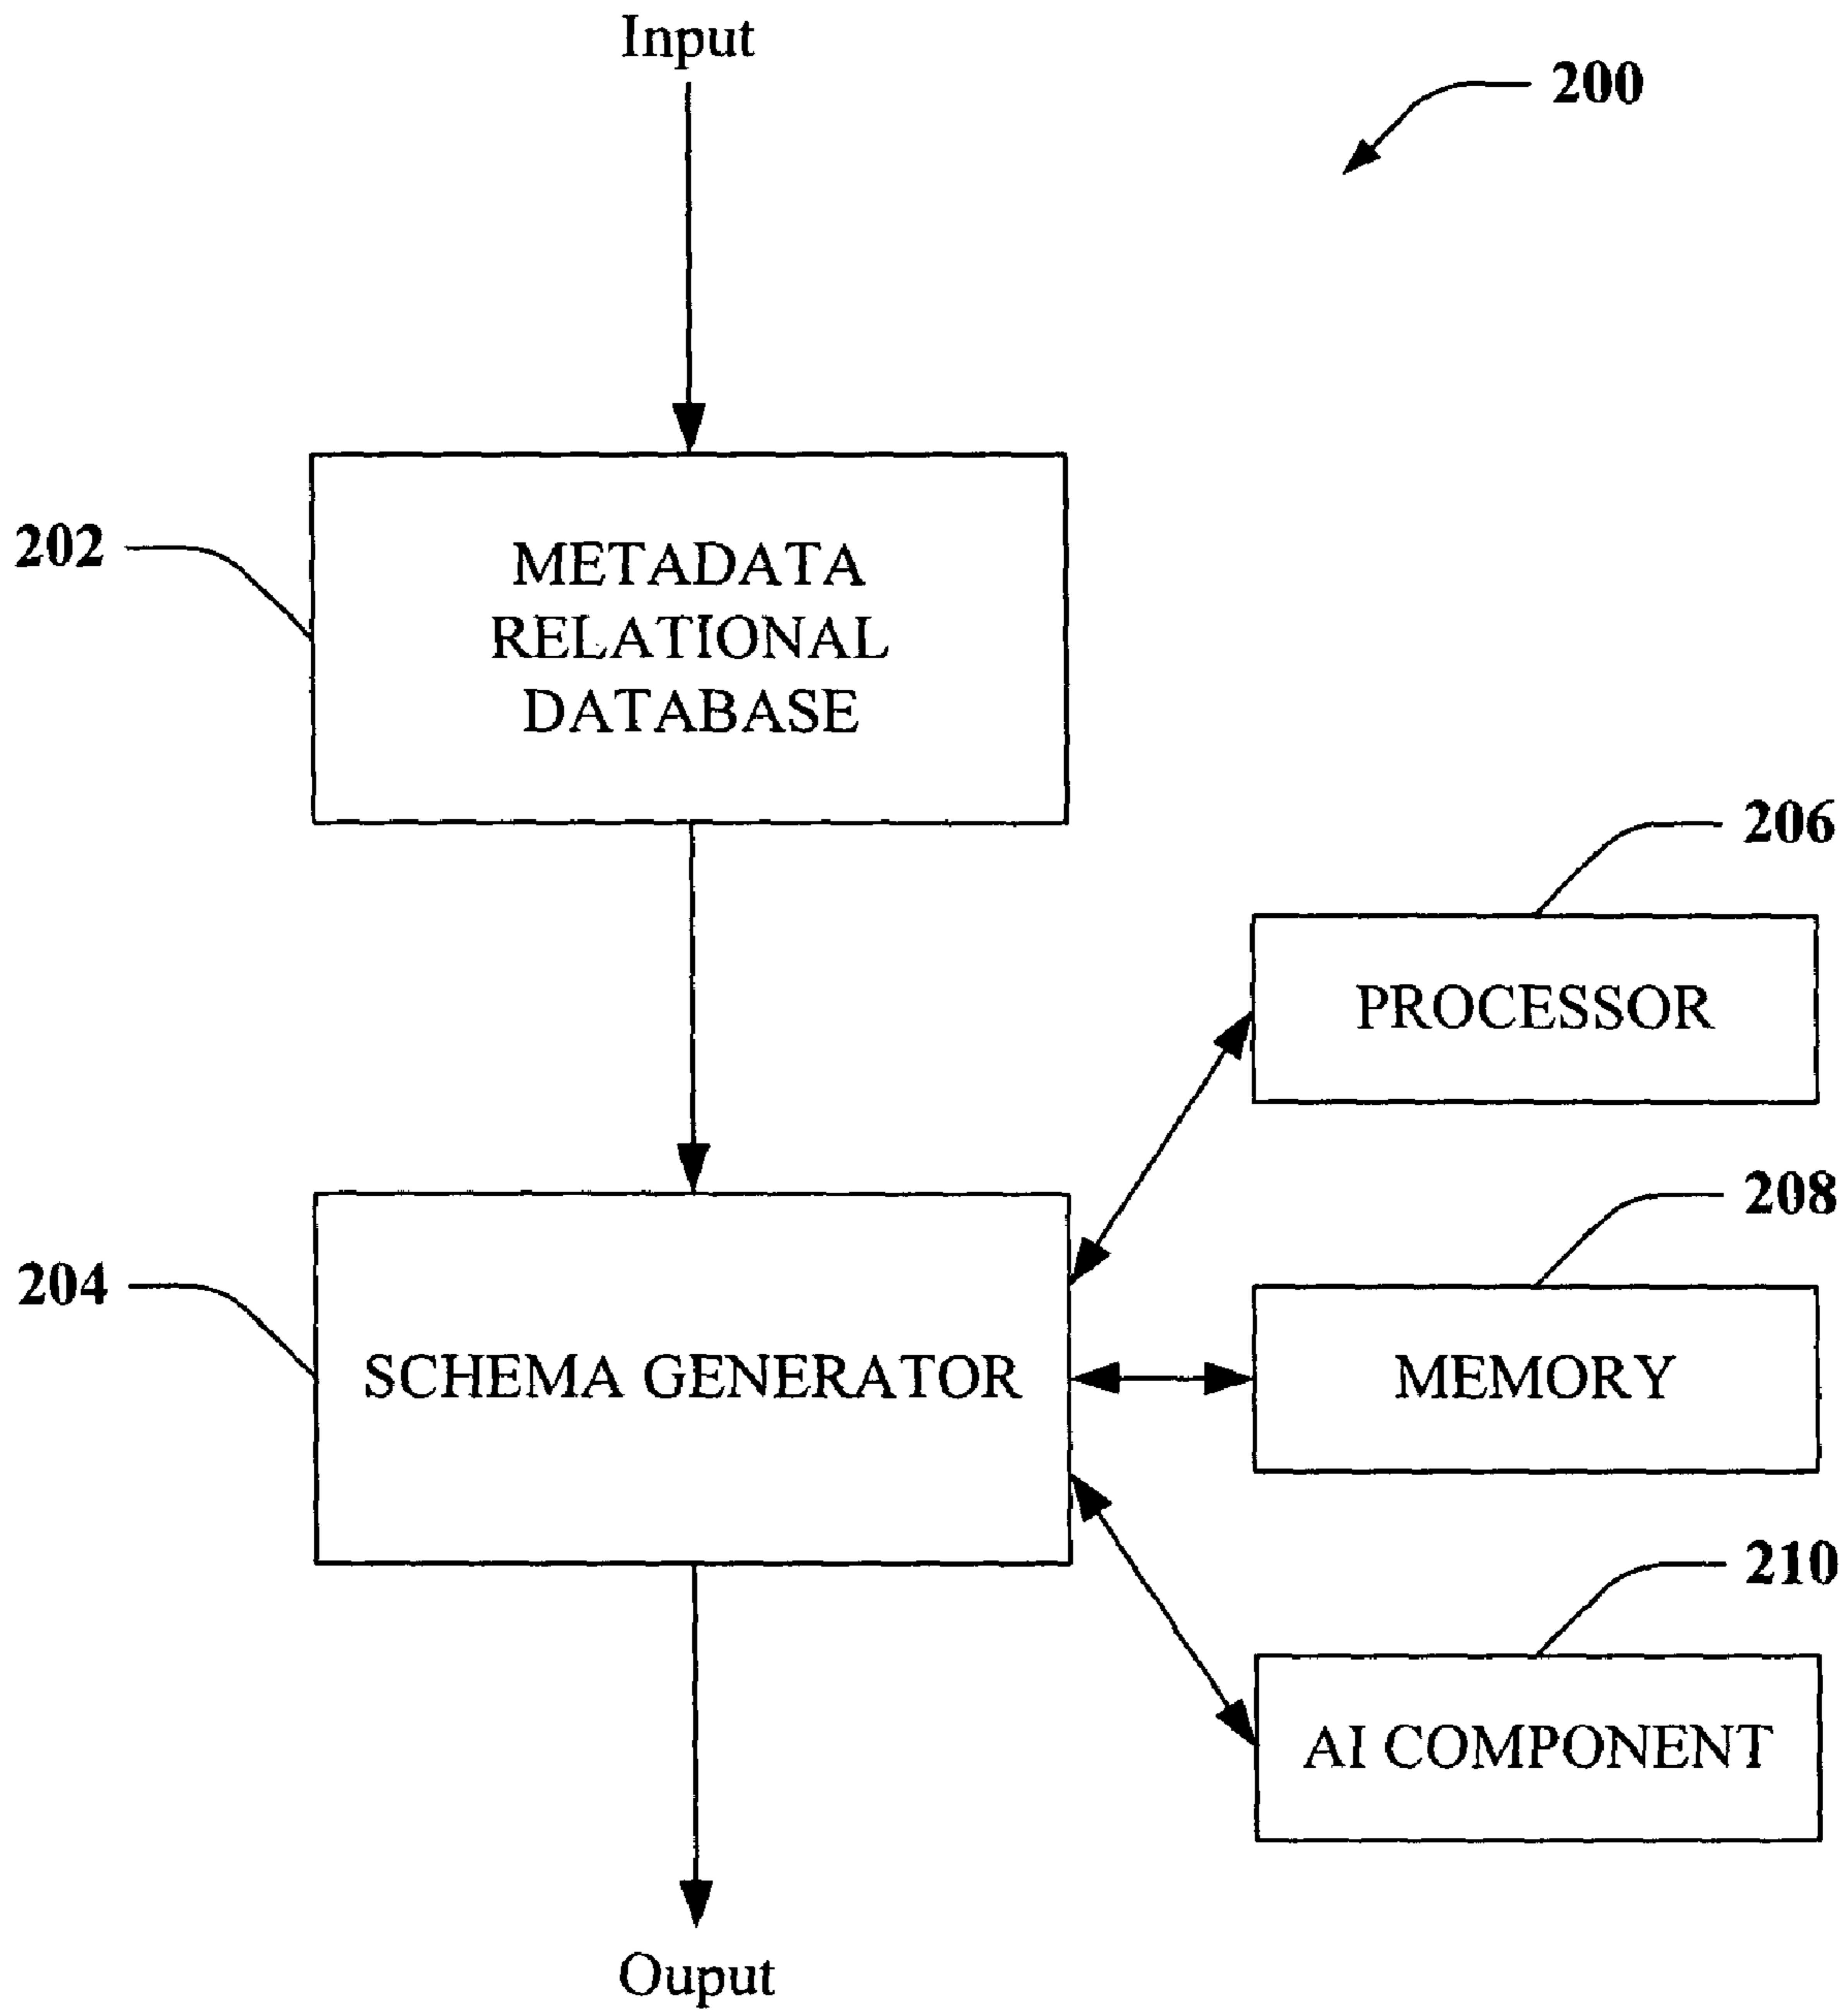 Input
200
202
METADATA
RELATIONAL
DATABASE
206
PROCESSOR
208
204
SCHEMA GENERATOR
MEMORY
210
AI COMPONENT
Ouput